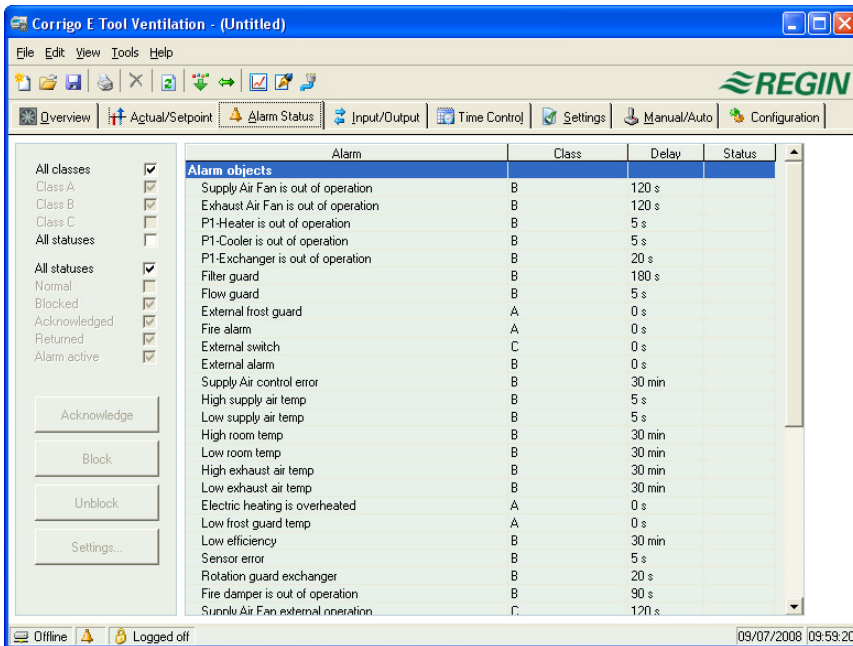 Corrigo E Tool Ventilation - (Untitled)
File Edit View Tools Help
REGIN
Overview Actual/Setpoint Alarm Status Input/Output Time Control Settings Manual/Auto Configuration
All classes
Class A
Class B
Class C
All statuses
All statuses
Normal
Blocked
Acknowledged
Returned
Alarm active
Acknowledge
Block
Unblock
Settings...
Alarm Class Delay Status
Alarm objects
Supply Air Fan is out of operation B 120 s
Exhaust Air Fan is out of operation B 120 s
P1-Heater is out of operation B 5 s
P1-Cooler is out of operation B 5 s
P1-Exchanger is out of operation B 20 s
Filter guard B 180 s
Flow guard B 5 s
External frost guard A 0 s
Fire alarm A 0 s
External switch C 0 s
External alarm B 0 s
Supply Air control error B 30 min
High supply air temp B 5 s
Low supply air temp B 5 s
High room temp B 30 min
Low room temp B 30 min
High exhaust air temp B 30 min
Low exhaust air temp B 30 min
Electric heating is overheated A 0 s
Low frost guard temp A 0 s
Low efficiency B 30 min
Sensor error B 5 s
Rotation guard exchanger B 20 s
Fire damper is out of operation B 90 s
Supply Air Fan external operation C 120 s
Offline Logged off 09/07/2008 09:59:20